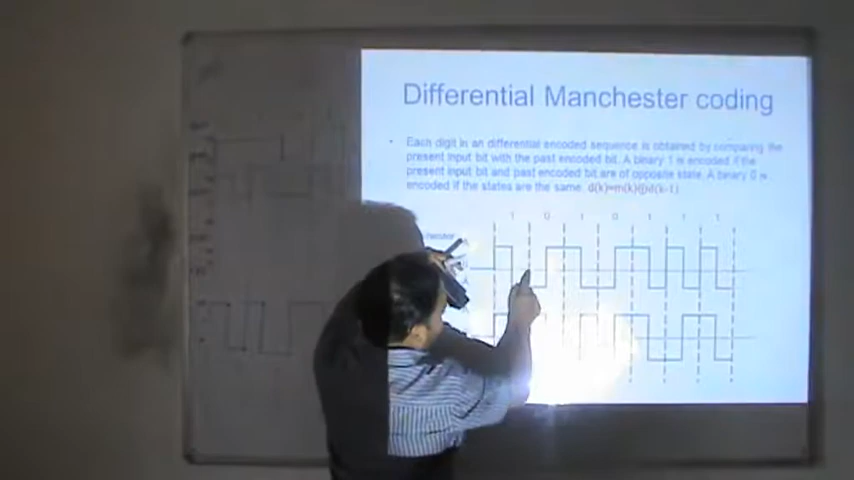 Differential Manchester coding
• Each digit in an differential encoded sequence is obtained by comparing the
present input bit with the past encoded bit. A binary 1 is encoded if the
present input bit and past encoded bit are of opposite state. A binary 0 is
encoded if the states are the same. d(k)=m(k)⊕d(k-1)
1 0 1 0 1 1 1